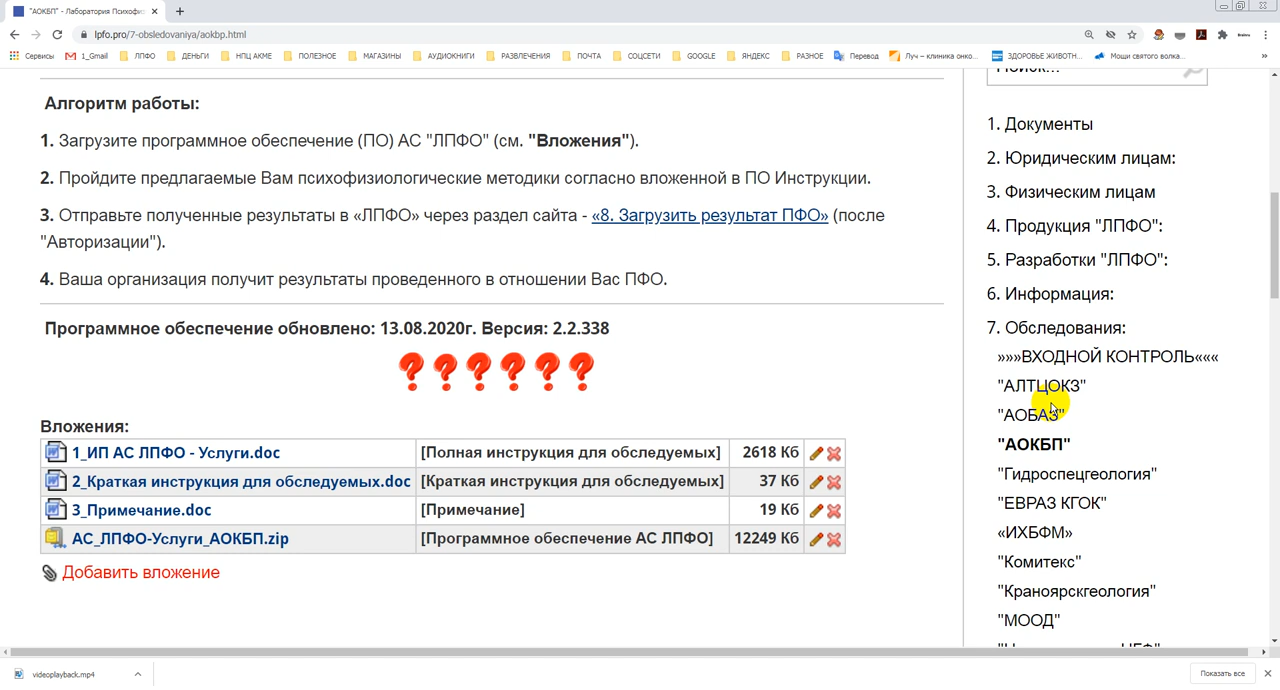 "АОКБП" - Лаборатория Психофиз
lpfo.pro/7-obsledovaniya/aokbp.html
Сервисы 1_Gmail ЛПФО ДЕНЬГИ НПЦ АКМЕ ПОЛЕЗНОЕ МАГАЗИНЫ АУДИОКНИГИ РАЗВЛЕЧЕНИЯ ПОЧТА СОЦСЕТИ GOOGLE ЯНДЕКС РАЗНОЕ Перевод Луч – клиника онко... ЗДОРОВЬЕ ЖИВОТН... Мощи святого волка...
Алгоритм работы:
1. Загрузите программное обеспечение (ПО) АС "ЛПФО" (см. "Вложения").
2. Пройдите предлагаемые Вам психофизиологические методики согласно вложенной в ПО Инструкции.
3. Отправьте полученные результаты в «ЛПФО» через раздел сайта - «8. Загрузить результат ПФО» (после
"Авторизации").
4. Ваша организация получит результаты проведенного в отношении Вас ПФО.
Программное обеспечение обновлено: 13.08.2020г. Версия: 2.2.338
Вложения:
1_ИП АС ЛПФО - Услуги.doc [Полная инструкция для обследуемых] 2618 Кб
2_Краткая инструкция для обследуемых.doc [Краткая инструкция для обследуемых] 37 Кб
3_Примечание.doc [Примечание] 19 Кб
АС_ЛПФО-Услуги_АОКБП.zip [Программное обеспечение АС ЛПФО] 12249 Кб
Добавить вложение
Поиск...
1. Документы
2. Юридическим лицам:
3. Физическим лицам
4. Продукция "ЛПФО":
5. Разработки "ЛПФО":
6. Информация:
7. Обследования:
»»»ВХОДНОЙ КОНТРОЛЬ«««
"АЛТЦОКЗ"
"АОБАЗ"
"АОКБП"
"Гидроспецгеология"
"ЕВРАЗ КГОК"
«ИХБФМ»
"Комитекс"
"Краноярскгеология"
"МООД"
videoplayback.mp4
Показать все